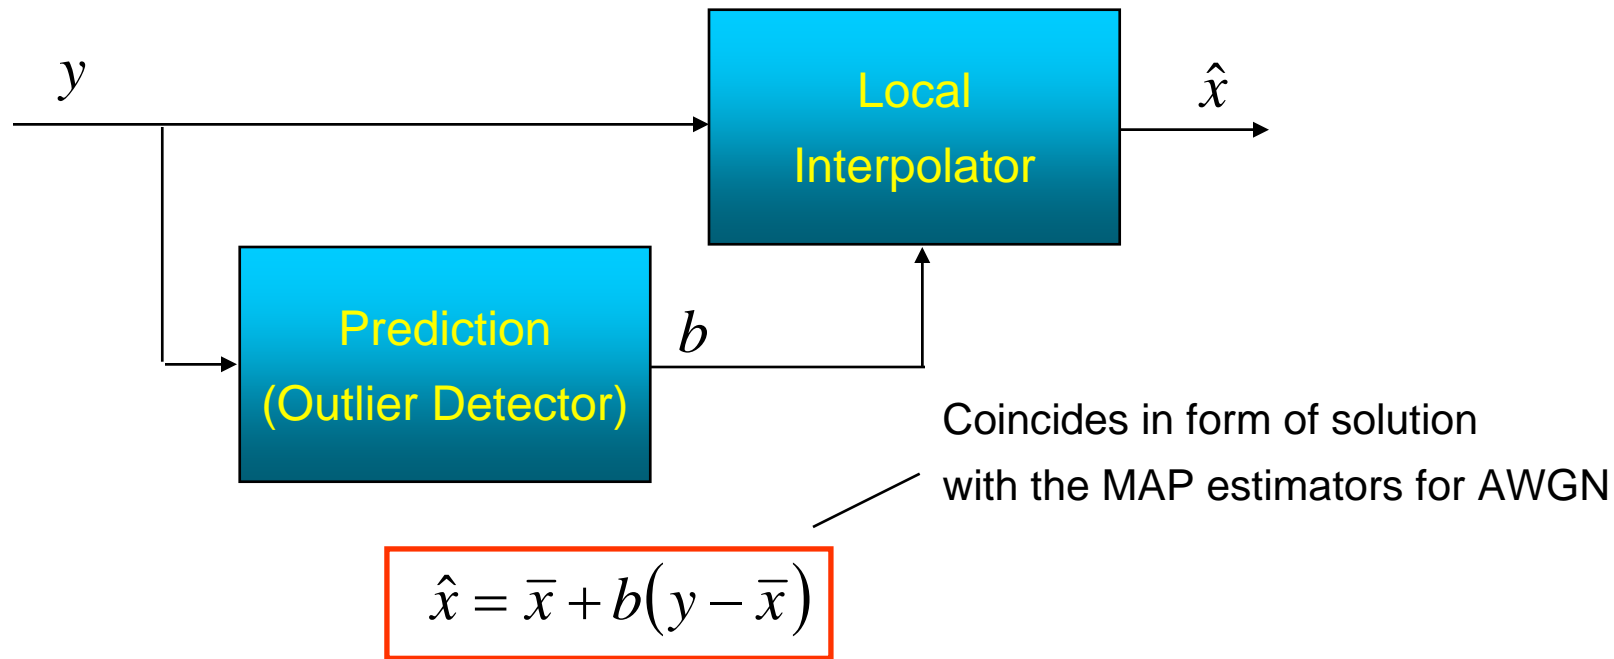 y
Local
Interpolator
x̂
Prediction
(Outlier Detector)
b
Coincides in form of solution
with the MAP estimators for AWGN
x̂ = x̅ + b(y − x̅)